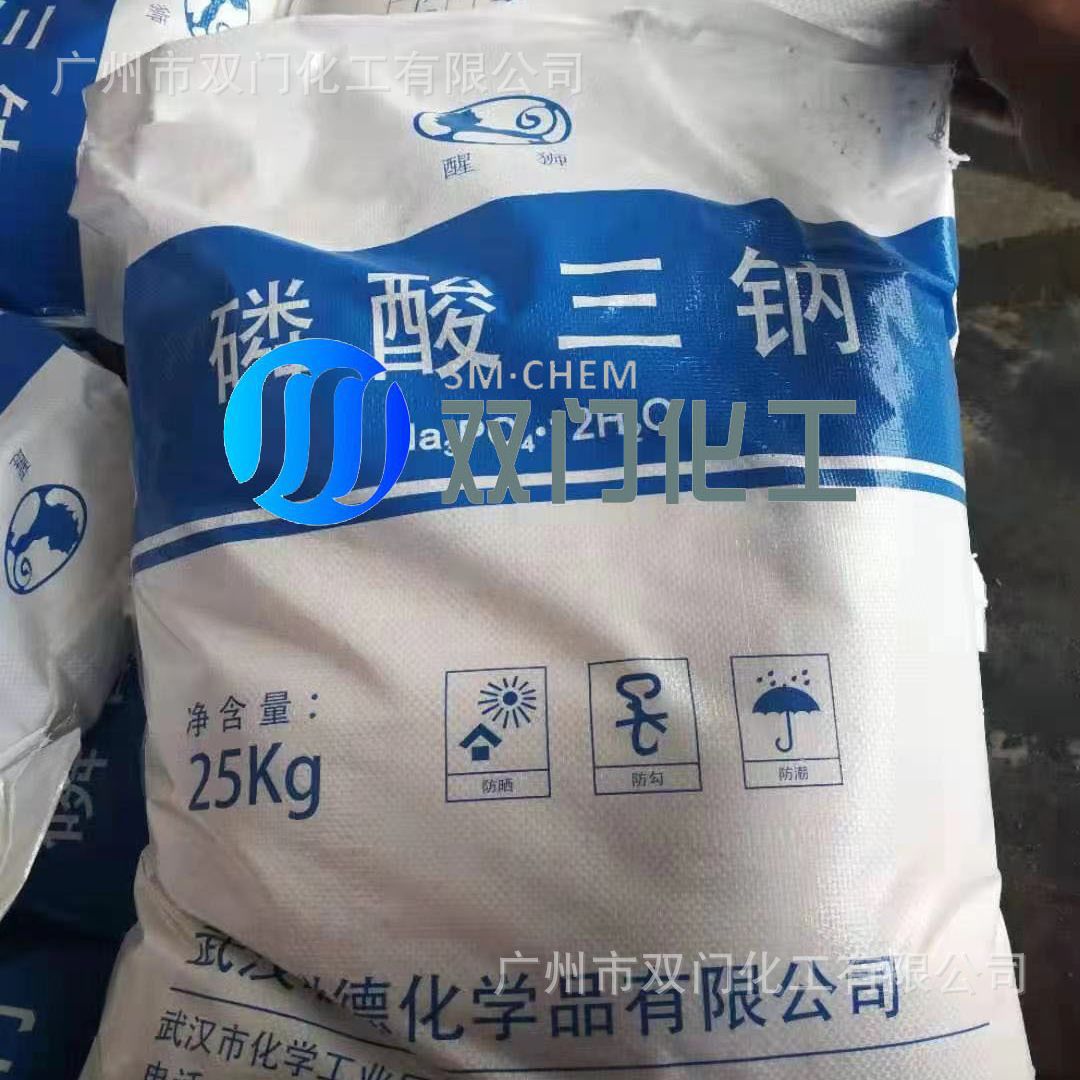 广州市双门化工有限公司
醒狮
磷酸三钠
SM·CHEM
双门化工
净含量：
25Kg
防晒
防勾
防潮
广州市双门化工有限公司
德化学品有限公司
武汉市化学工业